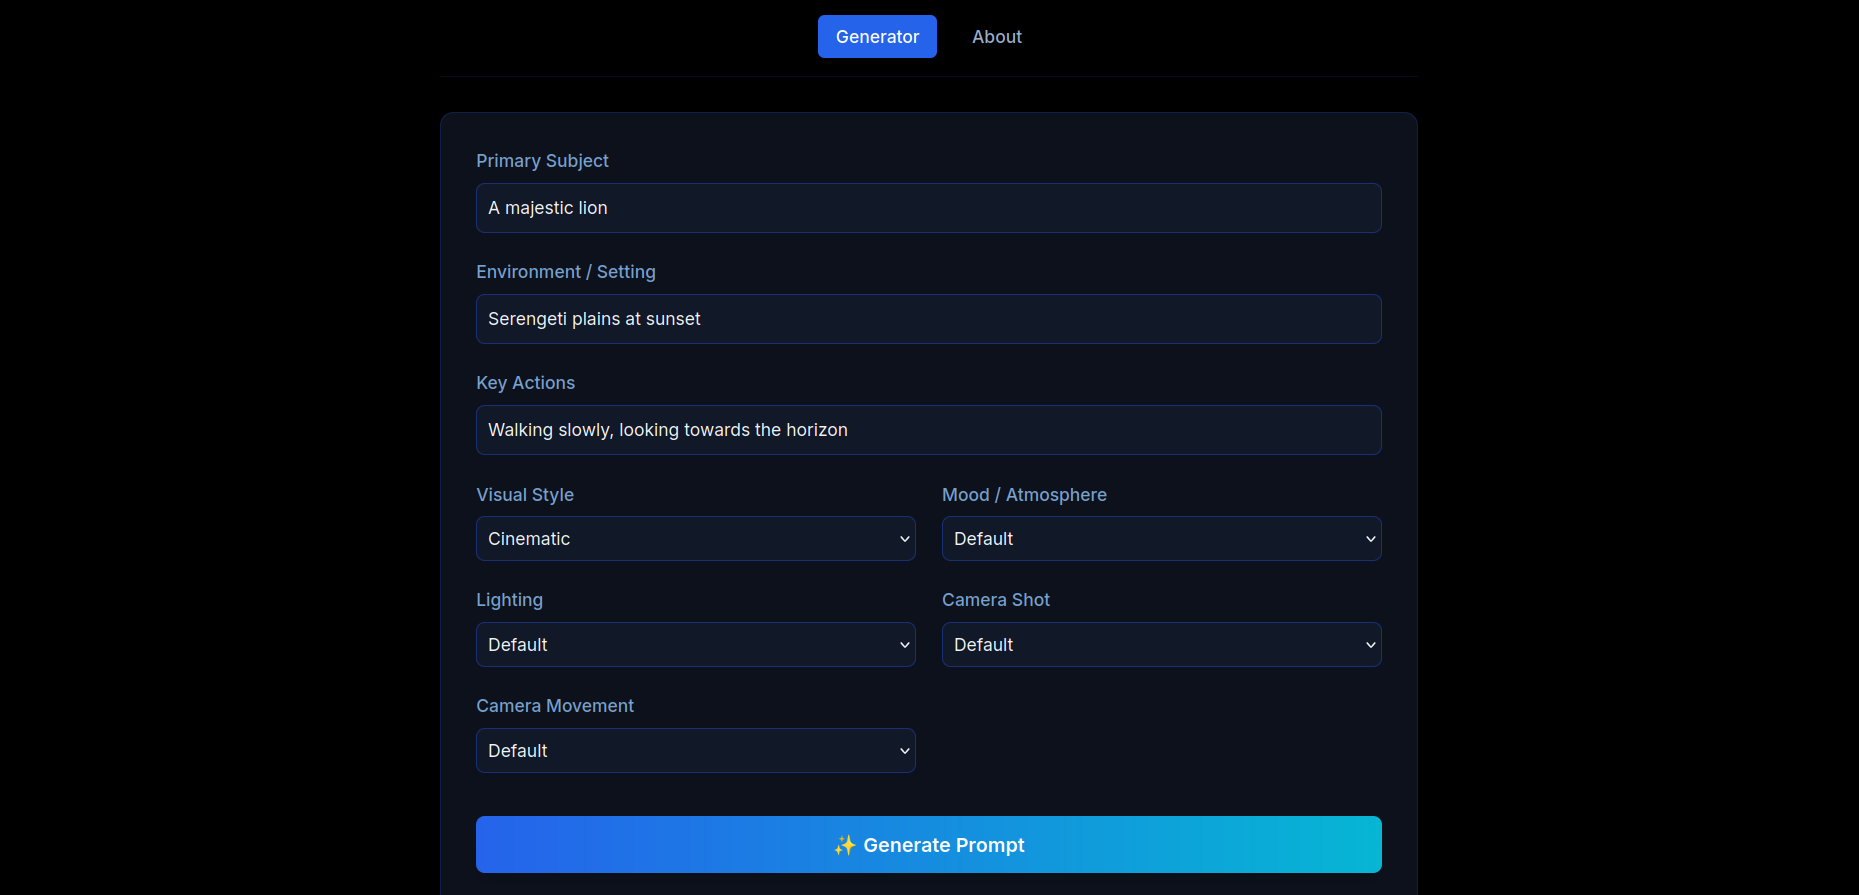 Generator About
Primary Subject
A majestic lion
Environment / Setting
Serengeti plains at sunset
Key Actions
Walking slowly, looking towards the horizon
Visual Style Mood / Atmosphere
Cinematic Default
Lighting Camera Shot
Default Default
Camera Movement
Default
✨ Generate Prompt